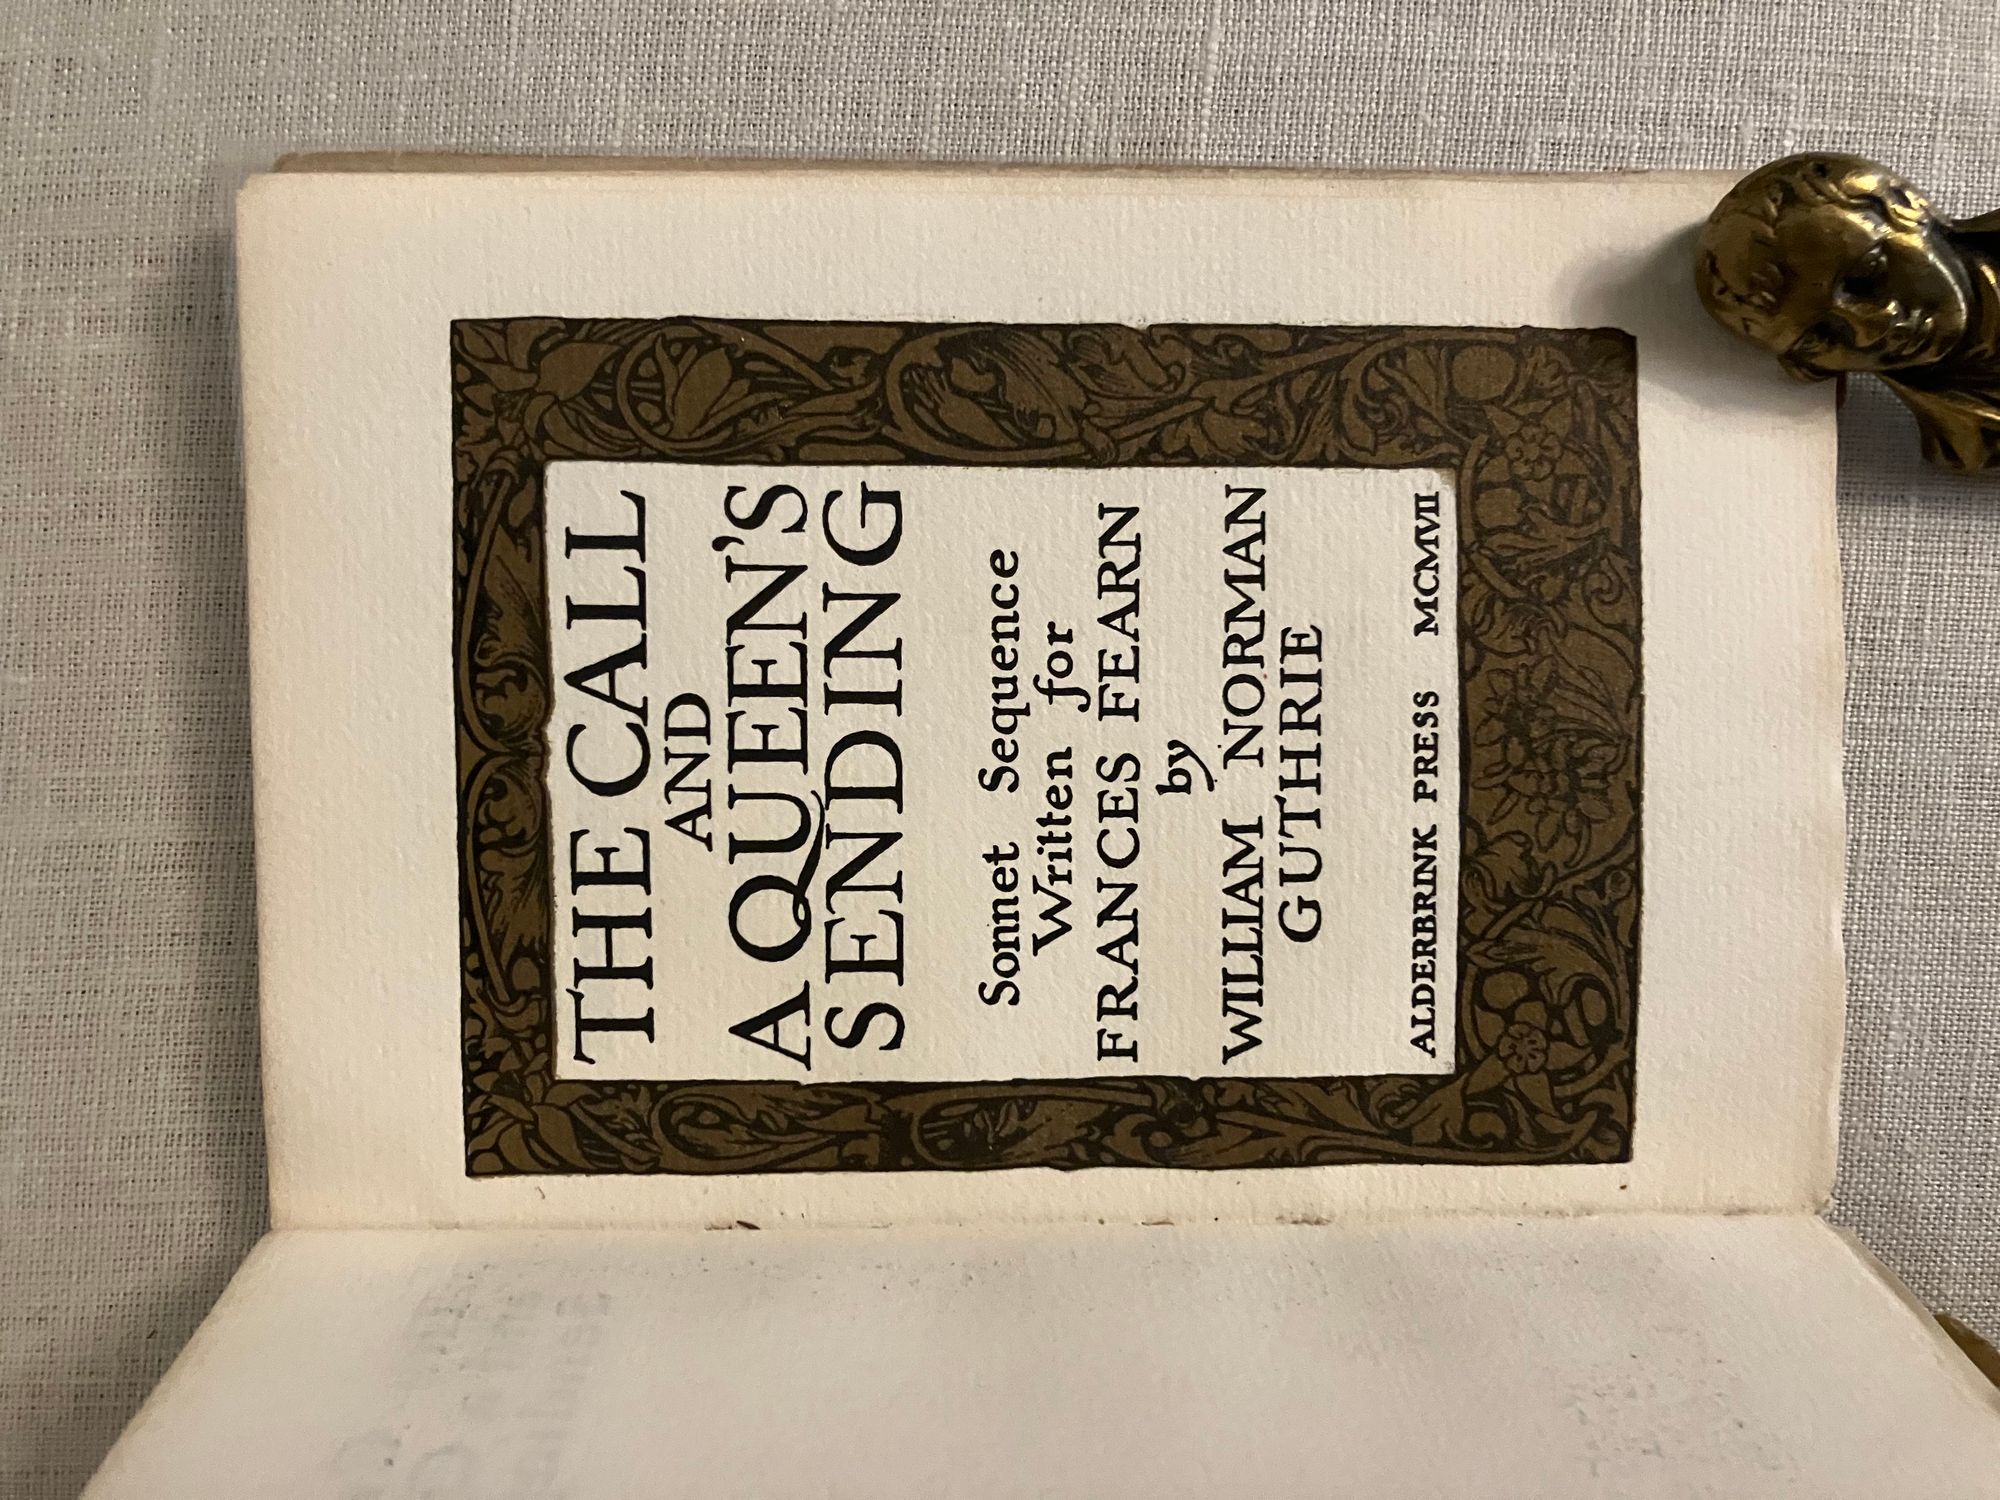 THE CALL
AND
A QUEEN'S
SENDING
Sonnet Sequence
Written for
FRANCES FEARN
by
WILLIAM NORMAN
GUTHRIE
ALDERBRINK PRESS MCMVII